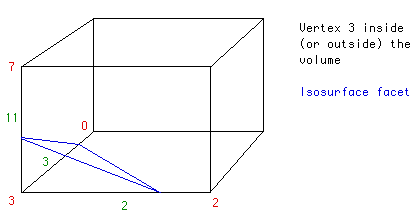 Vertex 3 inside
(or outside) the
volume
7
Isosurface facet
11
0
3
3
2
2